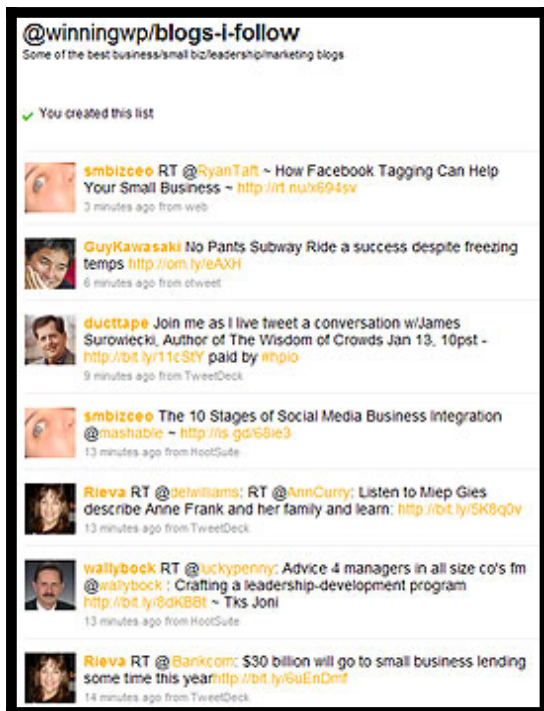 @winningwp/blogs-i-follow
Some of the best business/small biz/leadership/marketing blogs
You created this list
smbizceo RT @RyanTaft ~ How Facebook Tagging Can Help
Your Small Business ~ http://rt.nu/x694sv
3 minutes ago from web
GuyKawasaki No Pants Subway Ride a success despite freezing
temps http://om.ly/eAXH
6 minutes ago from otweet
ducttape Join me as I live tweet a conversation w/James
Surowiecki, Author of The Wisdom of Crowds Jan 13, 10pst -
http://bit.ly/11cStY paid by #hpio
9 minutes ago from TweetDeck
smbizceo The 10 Stages of Social Media Business Integration
@mashable ~ http://is.gd/68Ie3
13 minutes ago from HootSuite
Rieva RT @delwilliams: RT @AnnCurry: Listen to Miep Gies
describe Anne Frank and her family and learn: http://bit.ly/5K8q0v
13 minutes ago from TweetDeck
wallybock RT @luckypenny: Advice 4 managers in all size co's fm
@wallybock : Crafting a leadership-development program
http://bit.ly/8dKBBt ~ Tks Joni
13 minutes ago from HootSuite
Rieva RT @Bankcom: $30 billion will go to small business lending
some time this yearhttp://bit.ly/6uEnDmf
14 minutes ago from TweetDeck